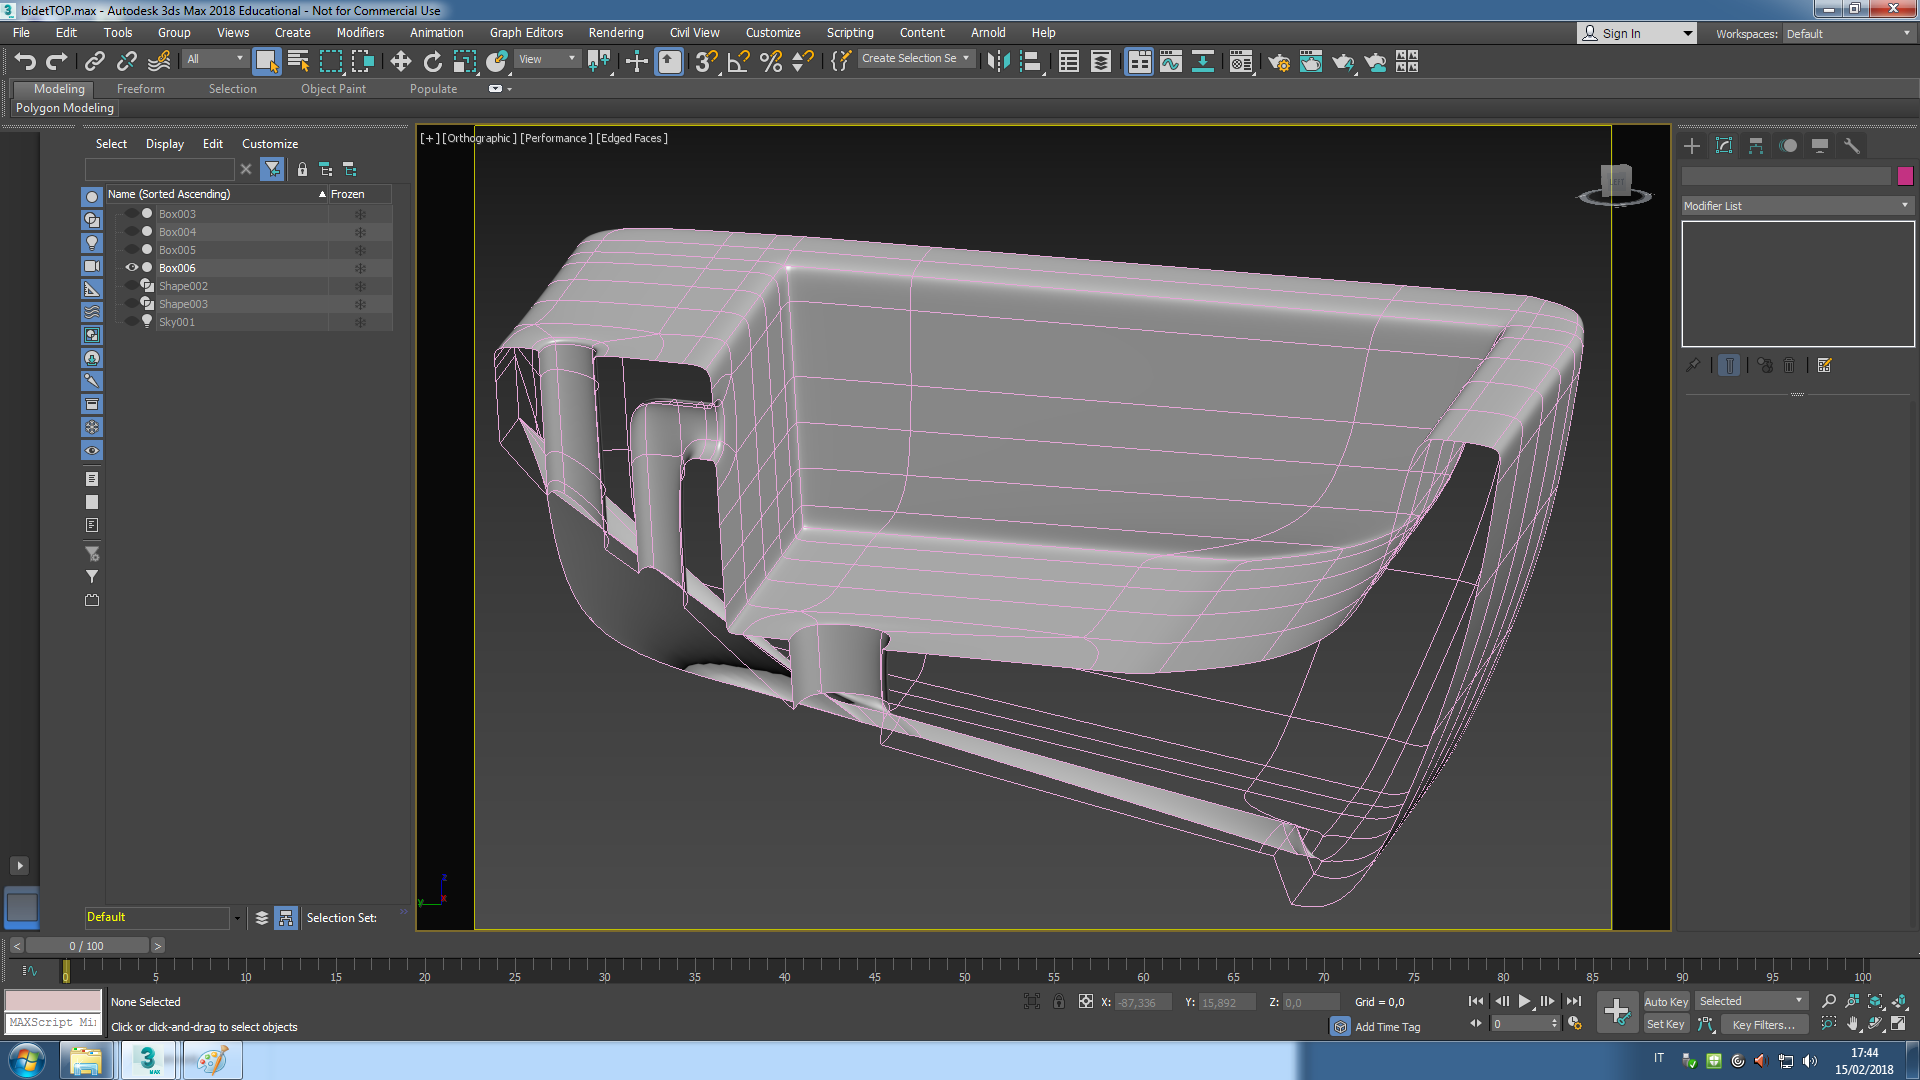 bidetTOP.max - Autodesk 3ds Max 2018 Educational - Not for Commercial Use
File Edit Tools Group Views Create Modifiers Animation Graph Editors Rendering Civil View Customize Scripting Content Arnold Help
Sign In
Workspaces: Default
All
View
Create Selection Se
Modeling Freeform Selection Object Paint Populate
Polygon Modeling
Select Display Edit Customize
Name (Sorted Ascending) Frozen
Box003
Box004
Box005
Box006
Shape002
Shape003
Sky001
[+] [Orthographic] [Performance] [Edged Faces]
LEFT
Modifier List
z
y x
Default
Selection Set:
< 0 / 100 >
0 5 10 15 20 25 30 35 40 45 50 55 60 65 70 75 80 85 90 95 100
None Selected
X: -87,336 Y: 15,892 Z: 0,0 Grid = 0,0
Auto Key Selected
MAXScript Mi
Click or click-and-drag to select objects
Add Time Tag
0
Set Key Key Filters...
3
MAX
IT
17:44
15/02/2018